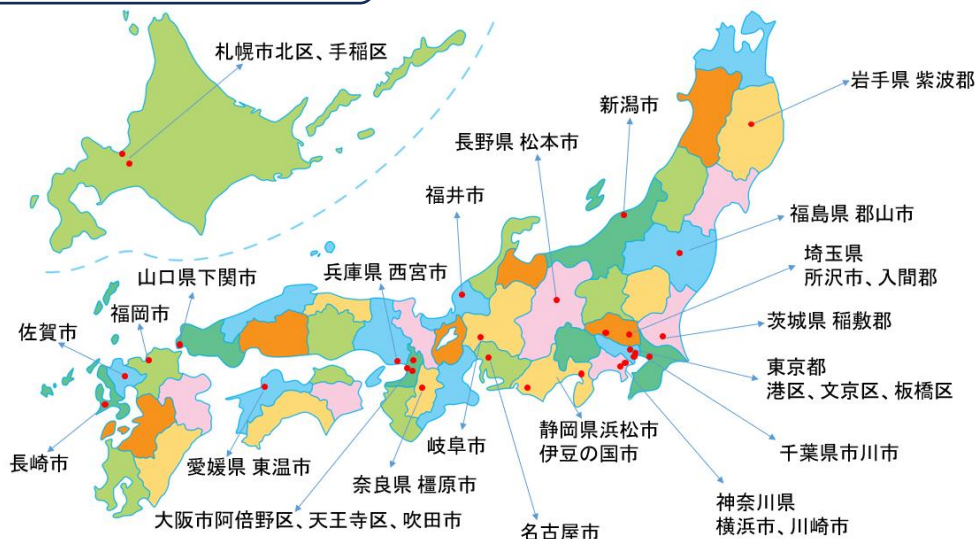 札幌市北区、手稲区
岩手県 紫波郡
新潟市
長野県 松本市
福井市
福島県 郡山市
埼玉県
所沢市、入間郡
兵庫県 西宮市
山口県下関市
福岡市
佐賀市
茨城県 稲敷郡
東京都
港区、文京区、板橋区
静岡県浜松市
伊豆の国市
岐阜市
千葉県市川市
長崎市
愛媛県 東温市
奈良県 橿原市
神奈川県
横浜市、川崎市
大阪市阿倍野区、天王寺区、吹田市
名古屋市